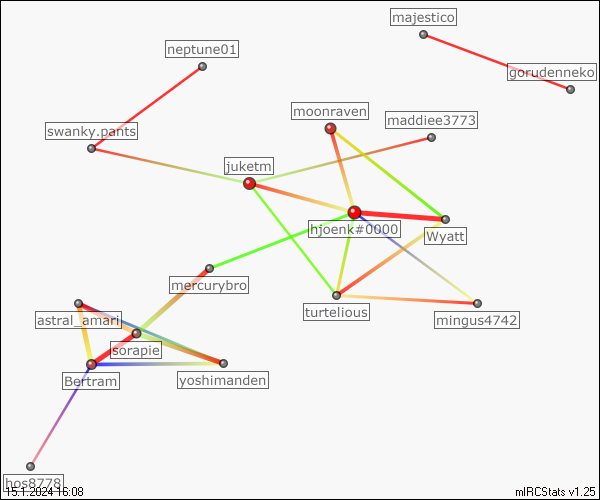 majestico
neptune01
gorudenneko
moonraven
maddiee3773
swanky.pants
juketm
hjoenk#0000
Wyatt
mercurybro
turtelious
mingus4742
astral_amari
sorapie
Bertram
yoshimanden
hos8778
15.1.2024 16:08
mIRCStats v1.25